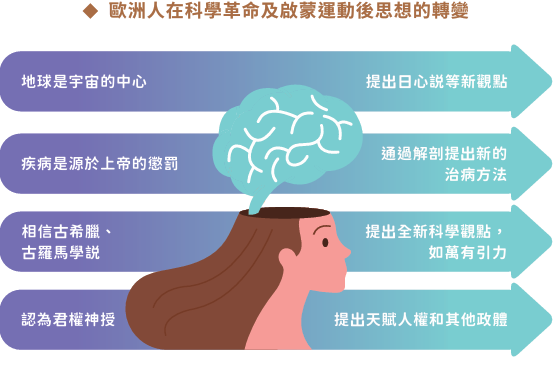 ◆ 歐洲人在科學革命及啟蒙運動後思想的轉變
地球是宇宙的中心
提出日心説等新觀點
疾病是源於上帝的懲罰
通過解剖提出新的
治病方法
相信古希臘、
古羅馬學説
提出全新科學觀點，
如萬有引力
認為君權神授
提出天賦人權和其他政體